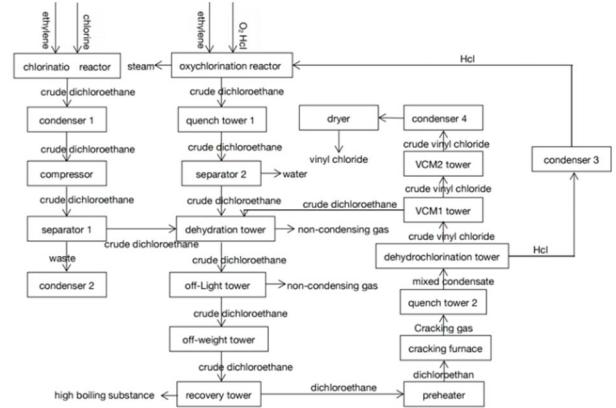 ethylene
chlorine
ethylene
O₂ Hcl
chlorinatio reactor
steam
oxychlorination reactor
Hcl
crude dichloroethane
crude dichloroethane
condenser 1
quench tower 1
dryer
condenser 4
crude dichloroethane
crude dichloroethane
vinyl chloride
crude vinyl chloride
compressor
separator 2
water
VCM2 tower
condenser 3
crude dichloroethane
crude dichloroethane
crude dichloroethane
crude vinyl chloride
VCM1 tower
separator 1
crude dichloroethane
dehydration tower
non-condensing gas
crude vinyl chloride
waste
crude dichloroethane
dehydrochlorination tower
Hcl
condenser 2
off-Light tower
non-condensing gas
mixed condensate
quench tower 2
crude dichloroethane
Cracking gas
off-weight tower
cracking furnace
crude dichloroethane
dichloroethan
high boiling substance
recovery tower
dichloroethane
preheater